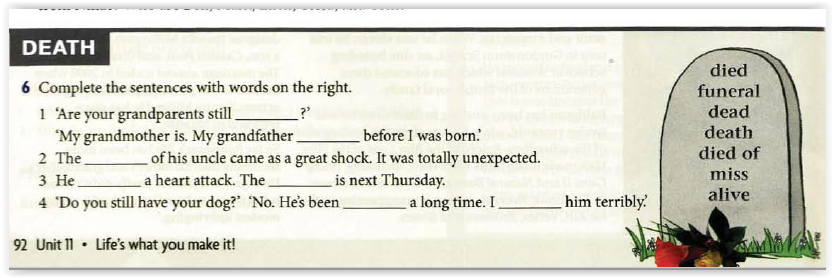 DEATH
6 Complete the sentences with words on the right.
1 'Are your grandparents still ________?'
'My grandmother is. My grandfather ________ before I was born.'
2 The ________ of his uncle came as a great shock. It was totally unexpected.
3 He ________ a heart attack. The ________ is next Thursday.
4 'Do you still have your dog?' 'No. He's been ________ a long time. I ________ him terribly.'
died
funeral
dead
death
died of
miss
alive
92 Unit 11 • Life's what you make it!